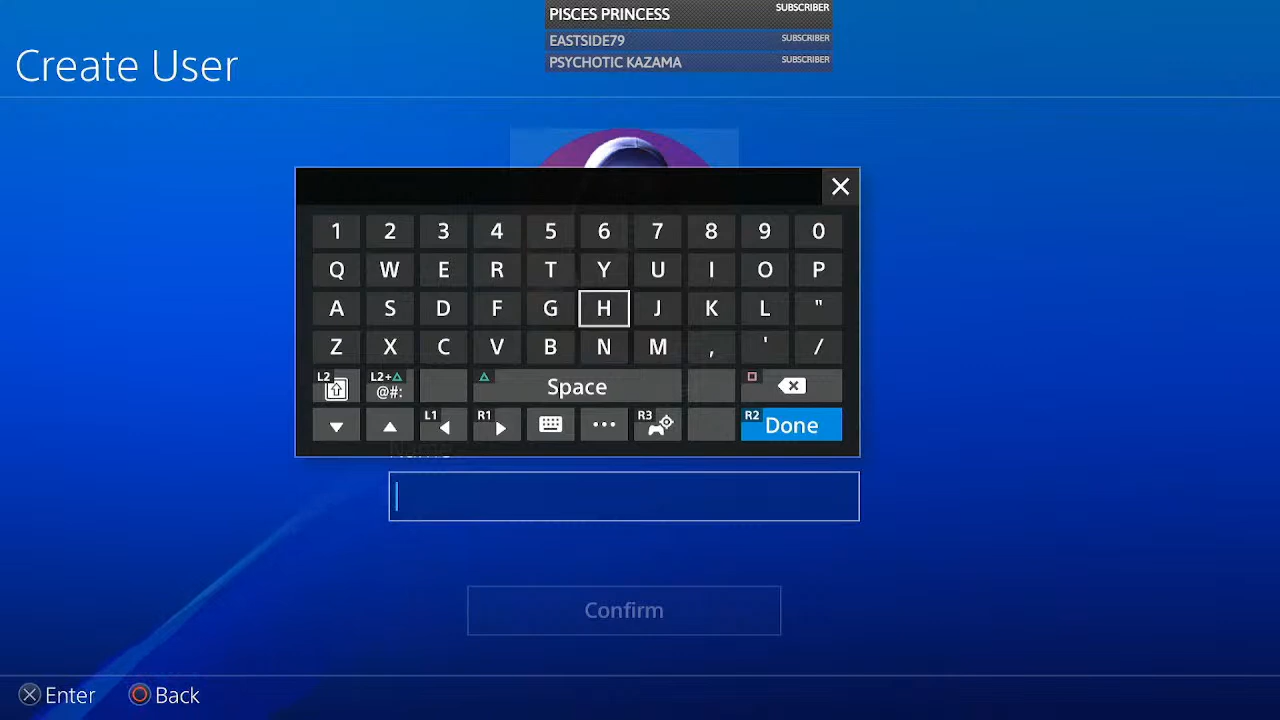 PISCES PRINCESS SUBSCRIBER
EASTSIDE79 SUBSCRIBER
PSYCHOTIC KAZAMA SUBSCRIBER
Create User
1 2 3 4 5 6 7 8 9 0
Q W E R T Y U I O P
A S D F G H J K L "
Z X C V B N M , ' /
L2 L2+△ @#: △ Space □
L1 R1 ... R3 R2 Done
Name
Confirm
Enter Back